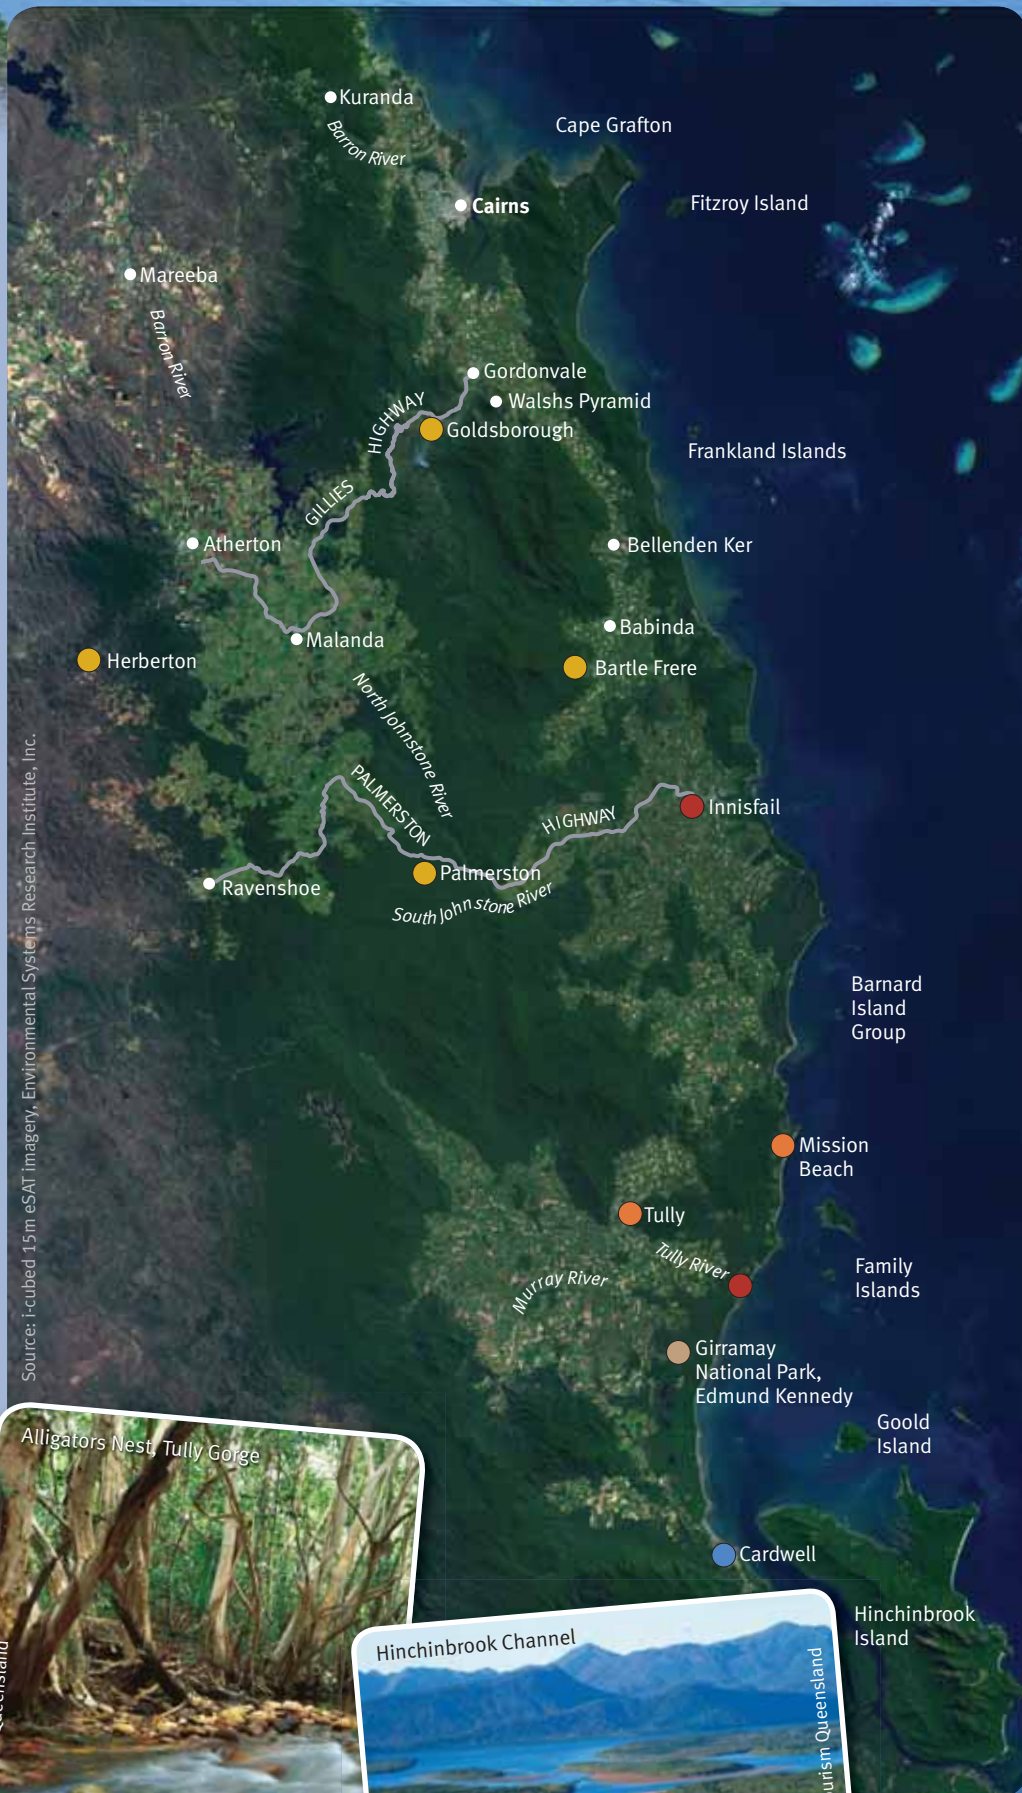 Kuranda
Barron River
Cape Grafton
Cairns
Fitzroy Island
Mareeba
Barron River
Gordonvale
Walshs Pyramid
HIGHWAY
Goldsborough
Frankland Islands
GILLIES
Atherton
Bellenden Ker
Babinda
Malanda
Herberton
Bartle Frere
North Johnstone River
PALMERSTON
HIGHWAY
Innisfail
Palmerston
Ravenshoe
South Johnstone River
Barnard
Island
Group
Mission
Beach
Tully
Tully River
Family
Islands
Murray River
Girramay
National Park,
Edmund Kennedy
Goold
Island
Cardwell
Hinchinbrook
Island
Source: i-cubed 15m eSAT imagery, Environmental Systems Research Institute, Inc.
Alligators Nest, Tully Gorge
Queensland
Hinchinbrook Channel
Queensland